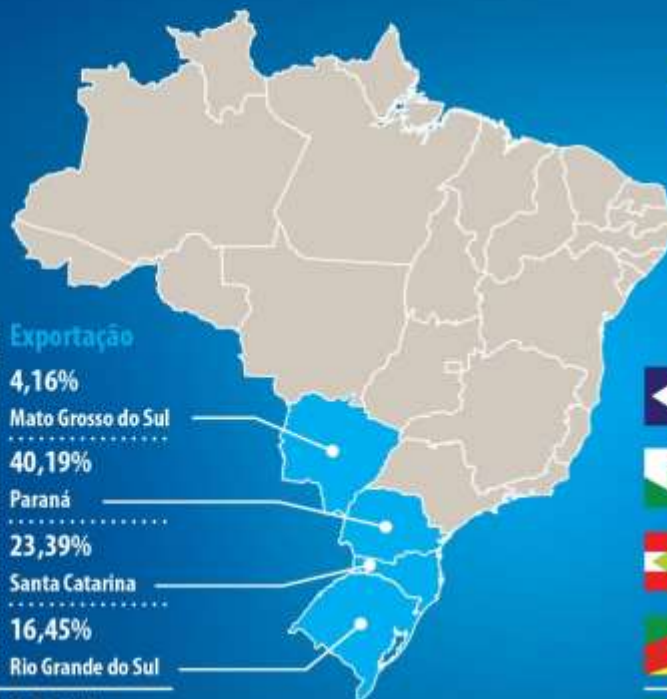 Exportação
4,16%
Mato Grosso do Sul
40,19%
Paraná
23,39%
Santa Catarina
16,45%
Rio Grande do Sul